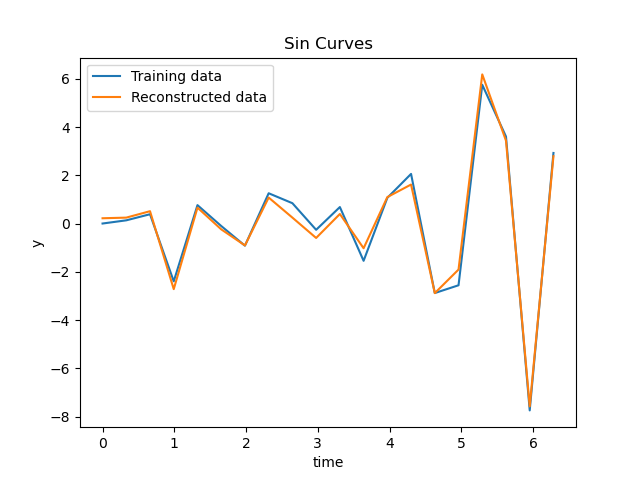 Sin Curves
Training data
Reconstructed data
6
4
2
0
−2
−4
−6
−8
y
0 1 2 3 4 5 6
time